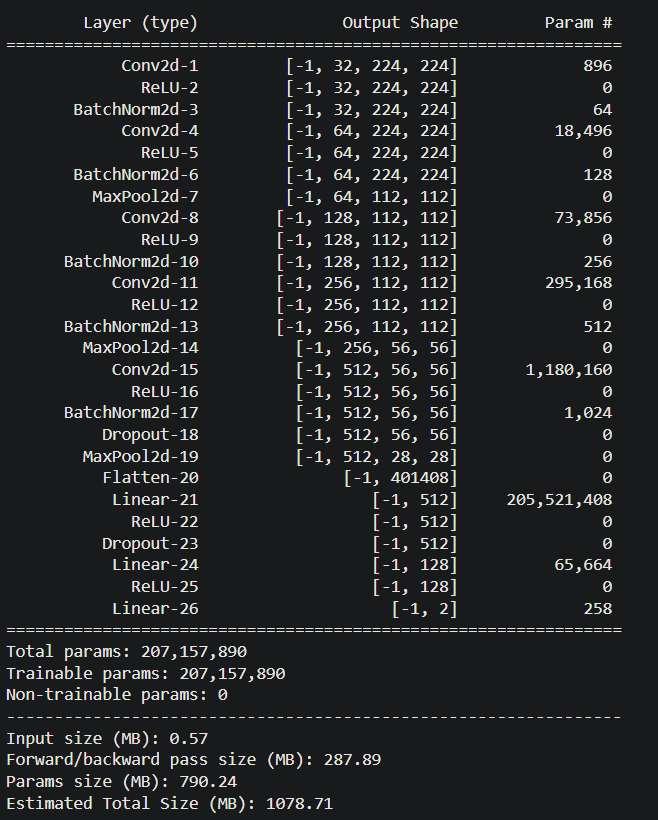 Layer (type) Output Shape Param #
================================================================
Conv2d-1 [-1, 32, 224, 224] 896
ReLU-2 [-1, 32, 224, 224] 0
BatchNorm2d-3 [-1, 32, 224, 224] 64
Conv2d-4 [-1, 64, 224, 224] 18,496
ReLU-5 [-1, 64, 224, 224] 0
BatchNorm2d-6 [-1, 64, 224, 224] 128
MaxPool2d-7 [-1, 64, 112, 112] 0
Conv2d-8 [-1, 128, 112, 112] 73,856
ReLU-9 [-1, 128, 112, 112] 0
BatchNorm2d-10 [-1, 128, 112, 112] 256
Conv2d-11 [-1, 256, 112, 112] 295,168
ReLU-12 [-1, 256, 112, 112] 0
BatchNorm2d-13 [-1, 256, 112, 112] 512
MaxPool2d-14 [-1, 256, 56, 56] 0
Conv2d-15 [-1, 512, 56, 56] 1,180,160
ReLU-16 [-1, 512, 56, 56] 0
BatchNorm2d-17 [-1, 512, 56, 56] 1,024
Dropout-18 [-1, 512, 56, 56] 0
MaxPool2d-19 [-1, 512, 28, 28] 0
Flatten-20 [-1, 401408] 0
Linear-21 [-1, 512] 205,521,408
ReLU-22 [-1, 512] 0
Dropout-23 [-1, 512] 0
Linear-24 [-1, 128] 65,664
ReLU-25 [-1, 128] 0
Linear-26 [-1, 2] 258
================================================================
Total params: 207,157,890
Trainable params: 207,157,890
Non-trainable params: 0
----------------------------------------------------------------
Input size (MB): 0.57
Forward/backward pass size (MB): 287.89
Params size (MB): 790.24
Estimated Total Size (MB): 1078.71